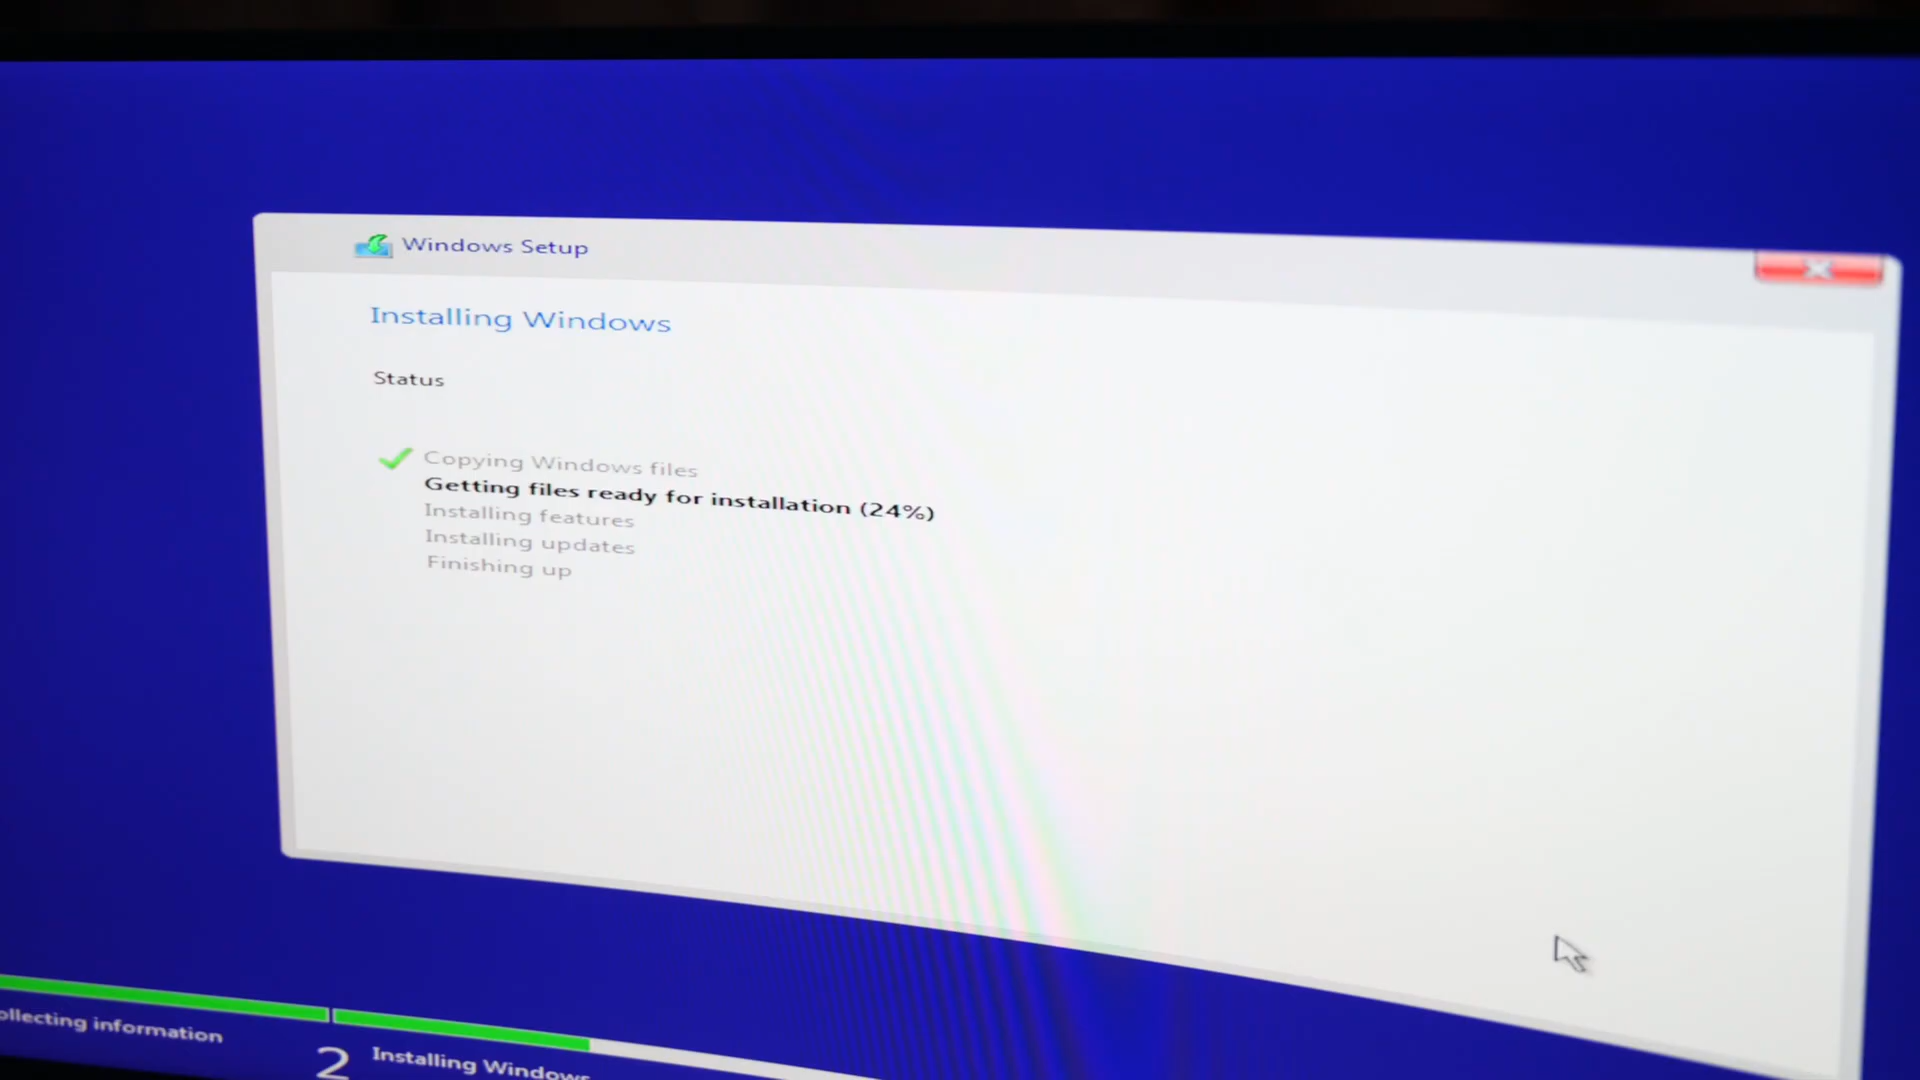 Windows Setup
Installing Windows
Status
Copying Windows files
Getting files ready for installation (24%)
Installing features
Installing updates
Finishing up
ollecting information
2 Installing Windows